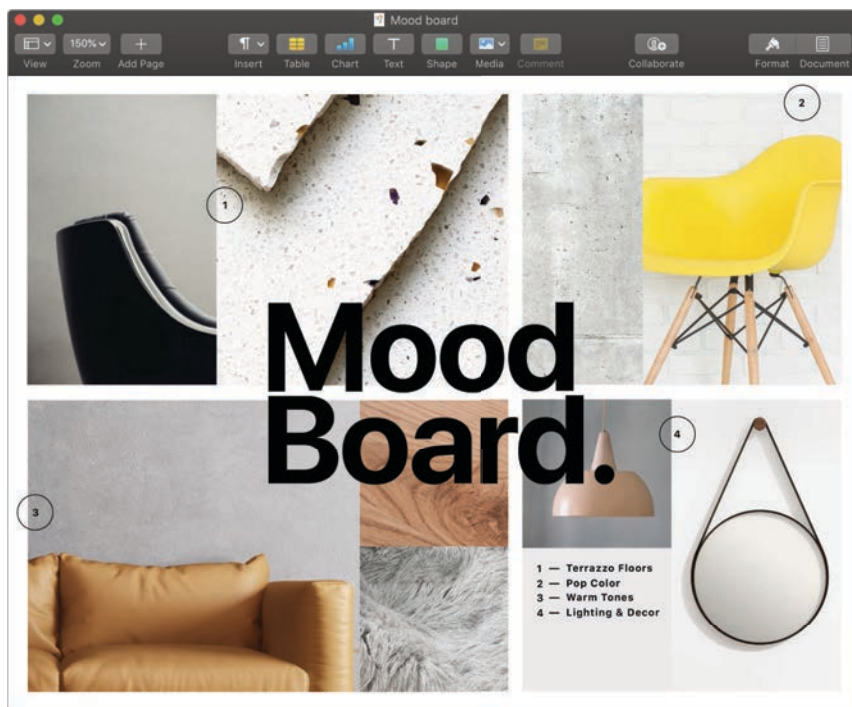 Mood board
150%
View
Zoom
Add Page
Insert
Table
Chart
Text
Shape
Media
Comment
Collaborate
Format
Document
1
2
Mood
Board.
3
4
1 — Terrazzo Floors
2 — Pop Color
3 — Warm Tones
4 — Lighting & Decor